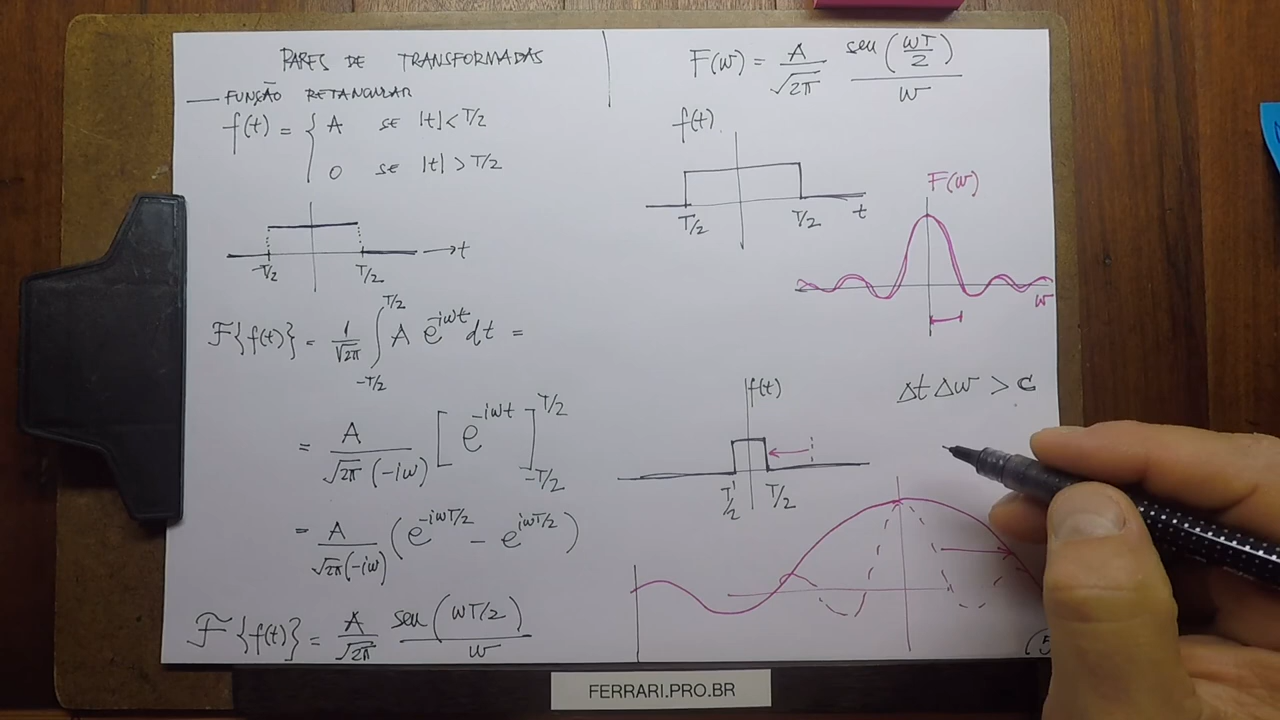 PARES DE TRANSFORMADAS
— FUNÇÃO RETANGULAR
f(t) = { A se |t| < T/2
0 se |t| > T/2
-T/2 T/2 → t
F{f(t)} = 1/√2π ∫_{-T/2}^{T/2} A e^{-iωt} dt =
= A/(√2π (-iω)) [e^{-iωt}]_{-T/2}^{T/2}
= A/(√2π(-iω)) (e^{-iωT/2} - e^{iωT/2})
F{f(t)} = A/√2π sen(ωT/2)/ω
F(ω) = A/√2π sen(ωT/2)/ω
f(t)
T/2 T/2 t
F(ω)
ω
Δt Δω > C
f(t)
T'/2 T/2
(5
FERRARI.PRO.BR